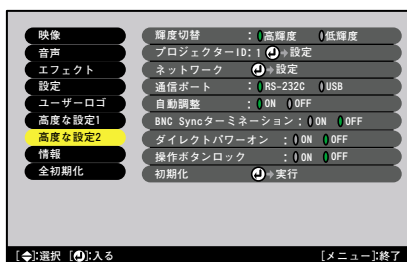 映像
音声
エフェクト
設定
ユーザーロゴ
高度な設定1
高度な設定2
情報
全初期化
輝度切替 : 高輝度 低輝度
プロジェクターID: 1 設定
ネットワーク 設定
通信ポート : RS-232C USB
自動調整 : ON OFF
BNC Syncターミネーション : ON OFF
ダイレクトパワーオン : ON OFF
操作ボタンロック : ON OFF
初期化 実行
[ ]:選択 [ ]:入る [メニュー]:終了